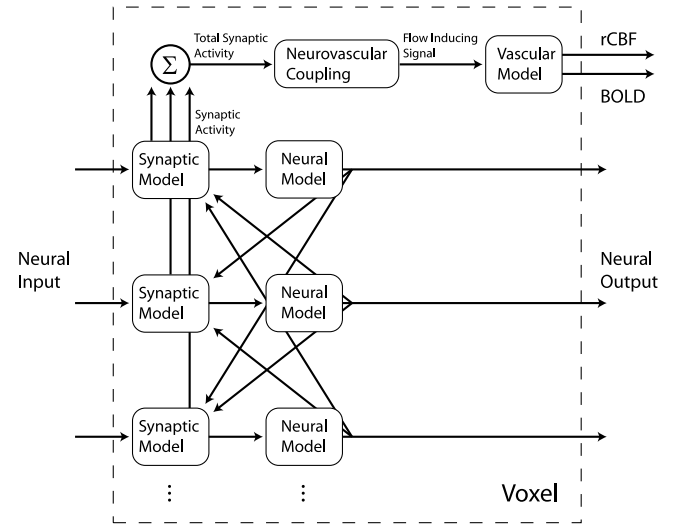 Total Synaptic
Activity
Σ
Neurovascular
Coupling
Flow Inducing
Signal
Vascular
Model
rCBF
BOLD
Synaptic
Activity
Synaptic
Model
Neural
Model
Neural
Input
Synaptic
Model
Neural
Model
Neural
Output
Synaptic
Model
Neural
Model
Voxel